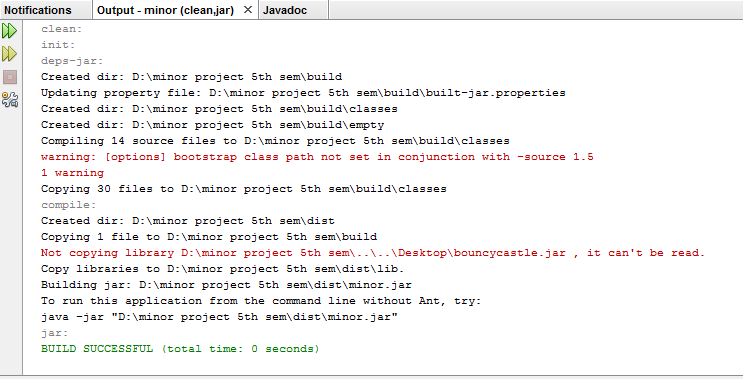 Notifications Output - minor (clean,jar) × Javadoc
clean:
init:
deps-jar:
Created dir: D:\minor project 5th sem\build
Updating property file: D:\minor project 5th sem\build\built-jar.properties
Created dir: D:\minor project 5th sem\build\classes
Created dir: D:\minor project 5th sem\build\empty
Compiling 14 source files to D:\minor project 5th sem\build\classes
warning: [options] bootstrap class path not set in conjunction with -source 1.5
1 warning
Copying 30 files to D:\minor project 5th sem\build\classes
compile:
Created dir: D:\minor project 5th sem\dist
Copying 1 file to D:\minor project 5th sem\build
Not copying library D:\minor project 5th sem\..\..\Desktop\bouncycastle.jar , it can't be read.
Copy libraries to D:\minor project 5th sem\dist\lib.
Building jar: D:\minor project 5th sem\dist\minor.jar
To run this application from the command line without Ant, try:
java -jar "D:\minor project 5th sem\dist\minor.jar"
jar:
BUILD SUCCESSFUL (total time: 0 seconds)